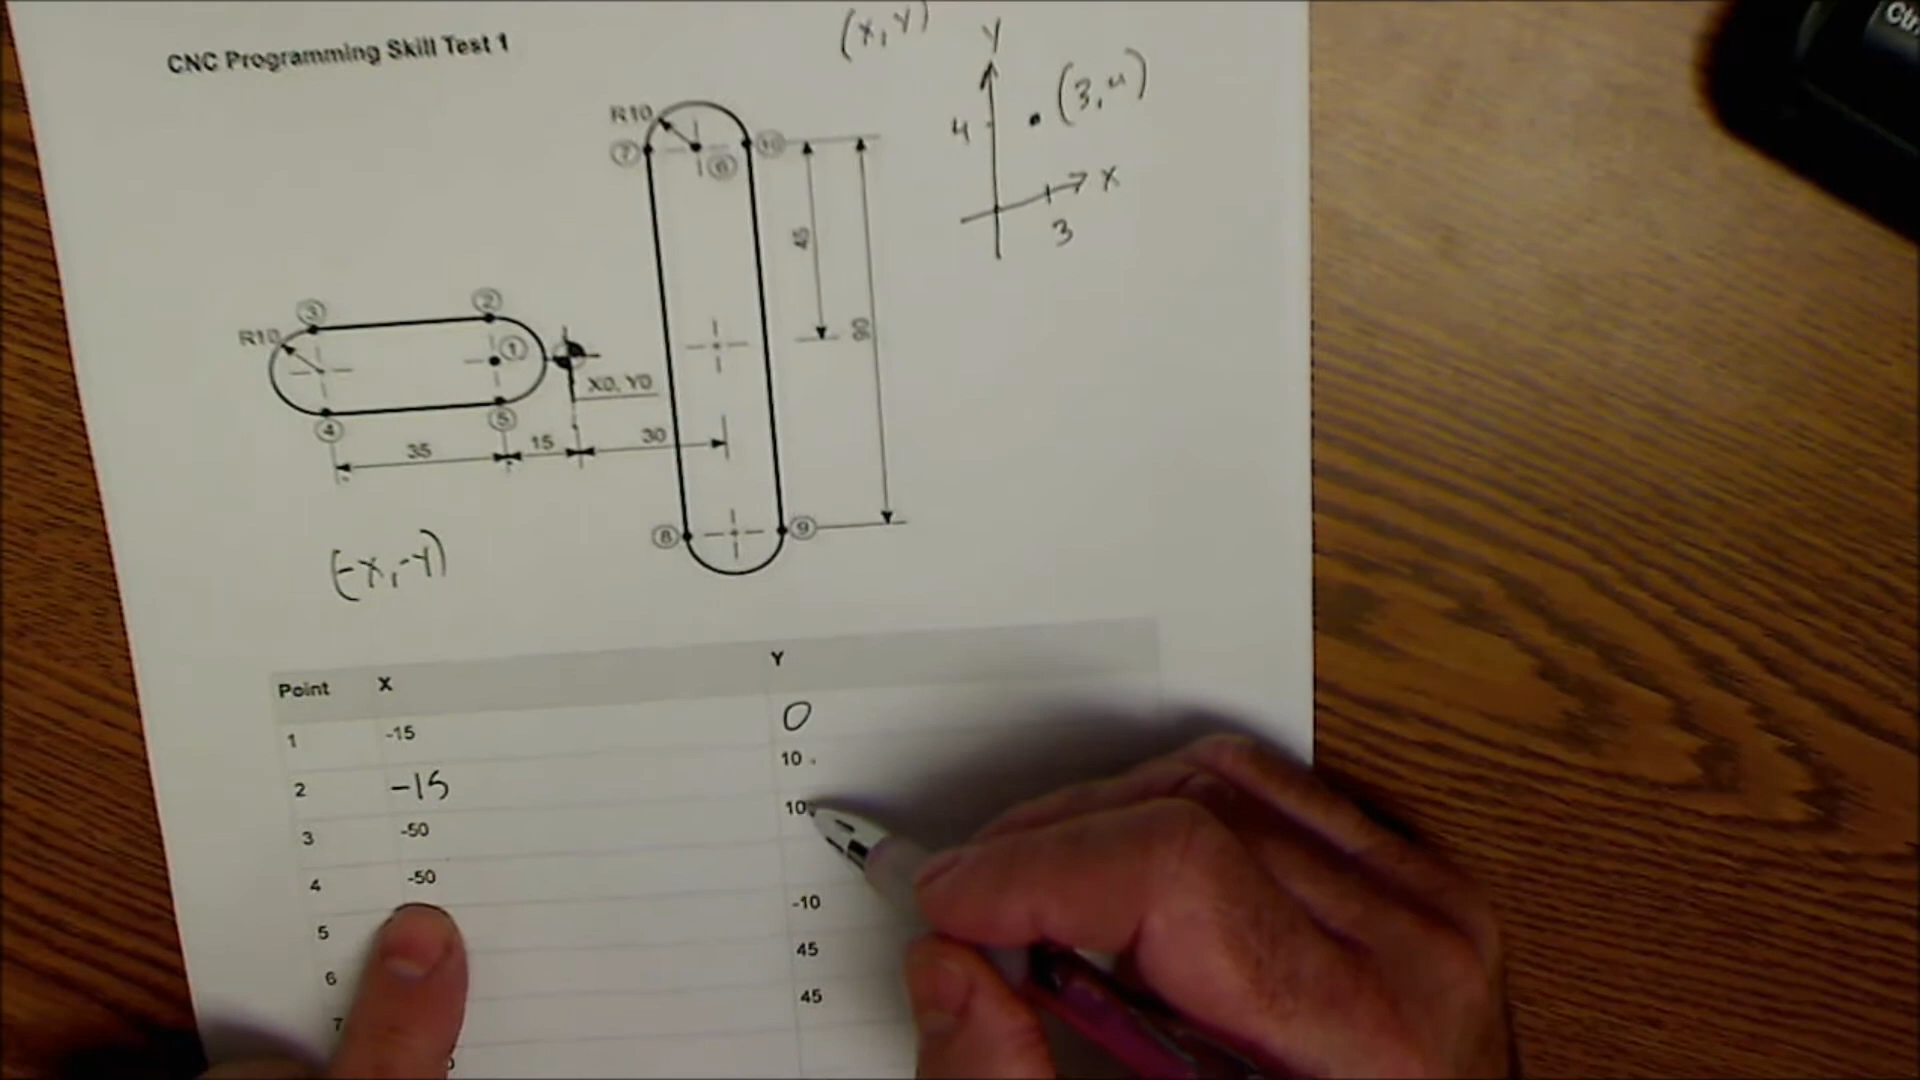 CNC Programming Skill Test 1
(X,Y)
Y
(3,4)
4
X
3
R10
7
6
10
45
90
3
2
R10
1
X0, Y0
4
5
35
15
30
8
9
(-X,-Y)
Point X Y
1 -15 0
2 -15 10
3 -50 10
4 -50
5 -10
6 45
7 45